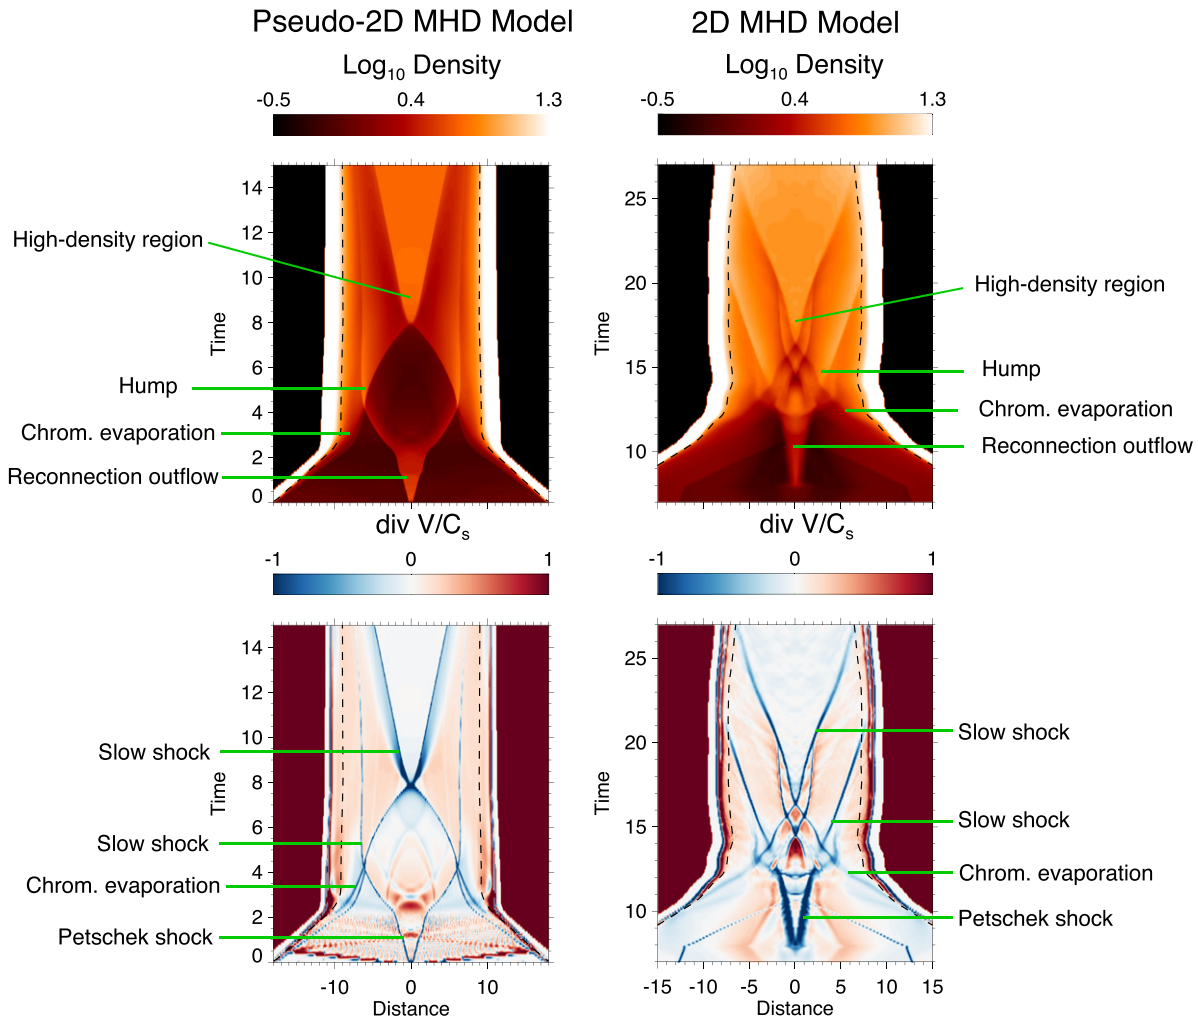 Pseudo-2D MHD Model
2D MHD Model
Log10 Density
Log10 Density
-0.5 0.4 1.3
-0.5 0.4 1.3
14
12
10
8
6
4
2
0
Time
High-density region
Hump
Chrom. evaporation
Reconnection outflow
25
20
15
10
Time
High-density region
Hump
Chrom. evaporation
Reconnection outflow
div V/Cs
div V/Cs
-1 0 1
-1 0 1
14
12
10
8
6
4
2
0
Time
Slow shock
Slow shock
Chrom. evaporation
Petschek shock
-10 0 10
Distance
25
20
15
10
Time
Slow shock
Slow shock
Chrom. evaporation
Petschek shock
-15 -10 -5 0 5 10 15
Distance